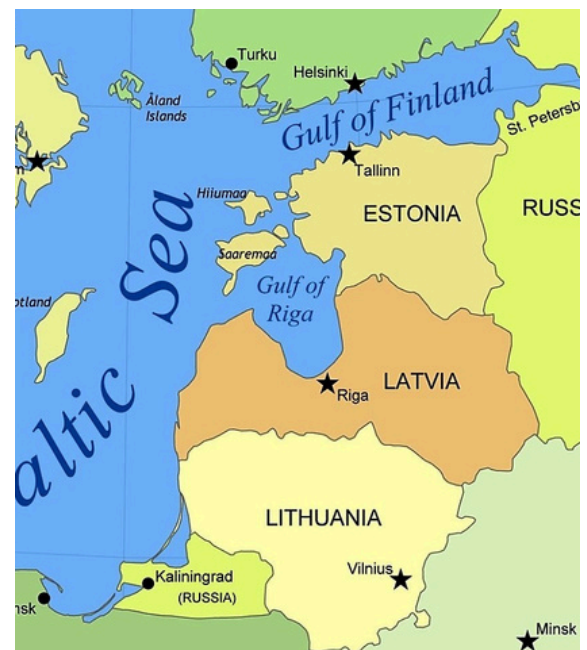 Turku
Helsinki
Åland
Islands
Gulf of Finland
St. Petersb
m
Tallinn
Hiiumaa
ESTONIA
RUSS
Saaremaa
Sea
Gulf of
Riga
otland
LATVIA
Riga
altic
LITHUANIA
Vilnius
Kaliningrad
(RUSSIA)
nsk
Minsk